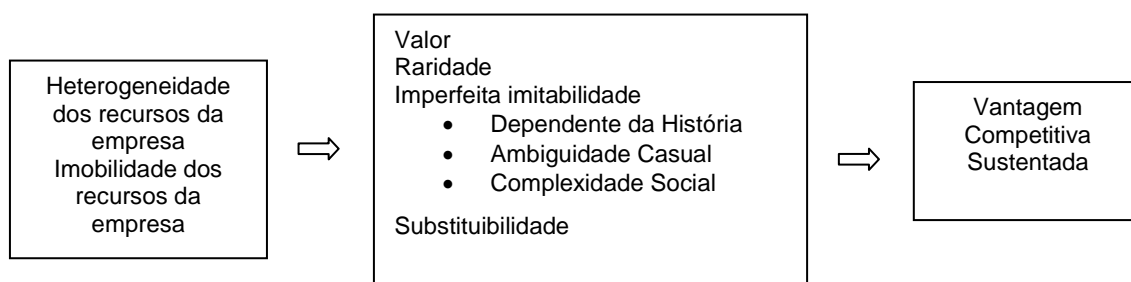 Heterogeneidade
dos recursos da
empresa
Imobilidade dos
recursos da
empresa
Valor
Raridade
Imperfeita imitabilidade
• Dependente da História
• Ambiguidade Casual
• Complexidade Social
Substituibilidade
Vantagem
Competitiva
Sustentada